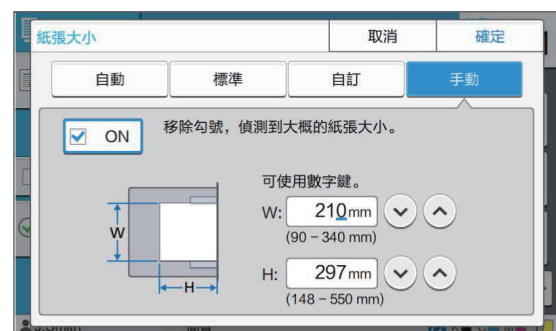 紙張大小
取消
確定
自動
標準
自訂
手動
ON
移除勾號，偵測到大概的紙張大小。
可使用數字鍵。
W: 210mm
(90 – 340 mm)
H: 297mm
(148 – 550 mm)
W
H